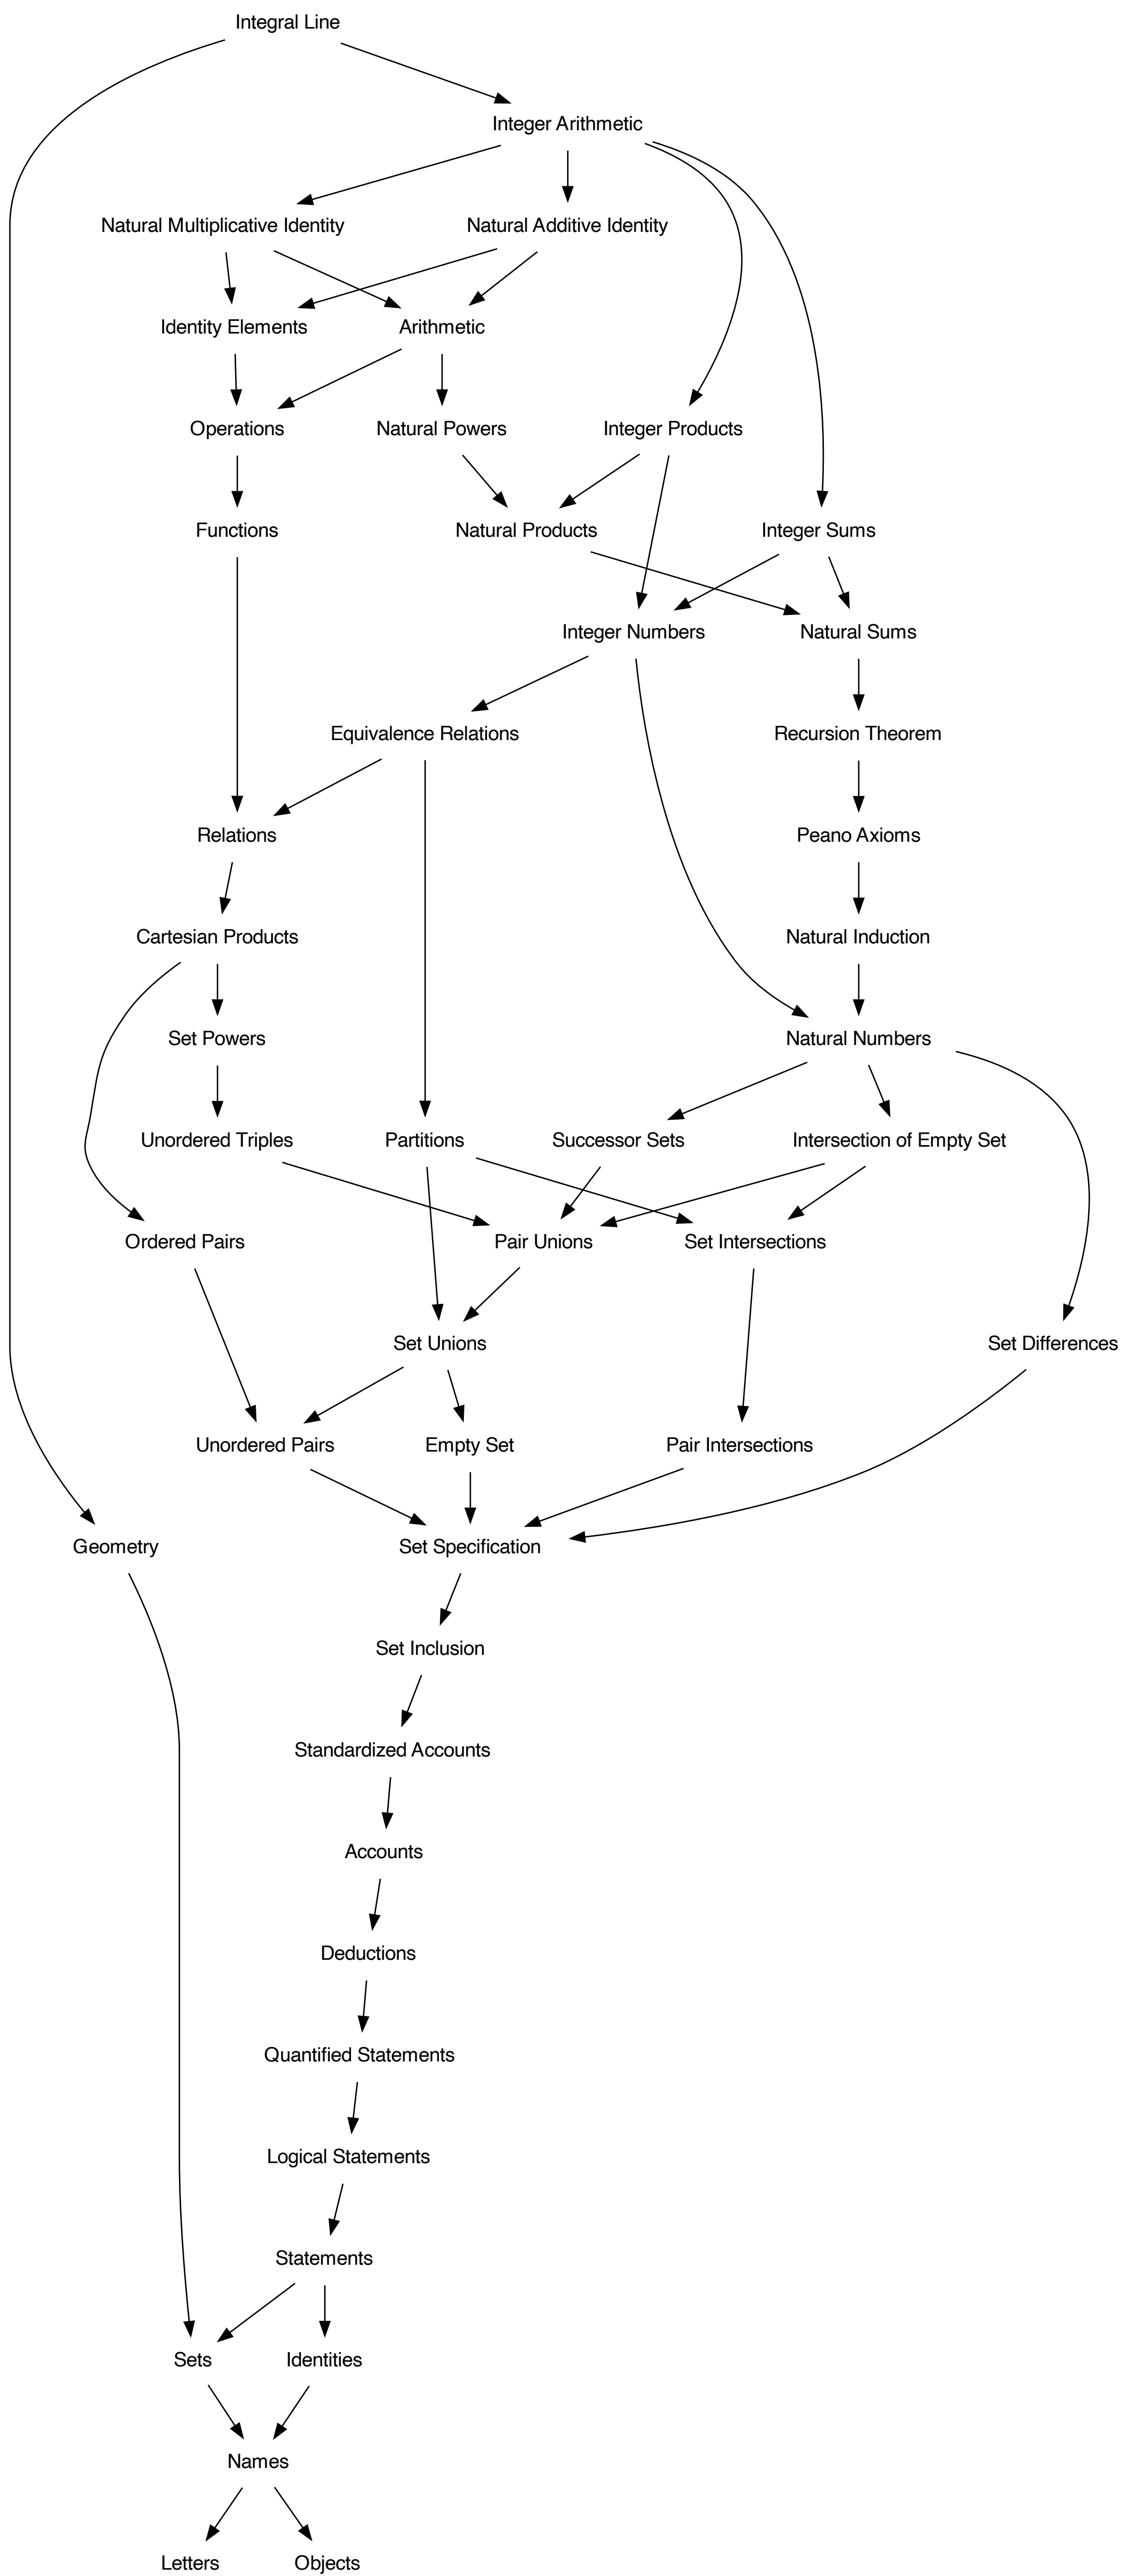 Integral Line
Integer Arithmetic
Natural Multiplicative Identity
Natural Additive Identity
Identity Elements
Arithmetic
Operations
Natural Powers
Integer Products
Functions
Natural Products
Integer Sums
Integer Numbers
Natural Sums
Equivalence Relations
Recursion Theorem
Relations
Peano Axioms
Cartesian Products
Natural Induction
Set Powers
Natural Numbers
Unordered Triples
Partitions
Successor Sets
Intersection of Empty Set
Ordered Pairs
Pair Unions
Set Intersections
Set Unions
Set Differences
Unordered Pairs
Empty Set
Pair Intersections
Geometry
Set Specification
Set Inclusion
Standardized Accounts
Accounts
Deductions
Quantified Statements
Logical Statements
Statements
Sets
Identities
Names
Letters
Objects